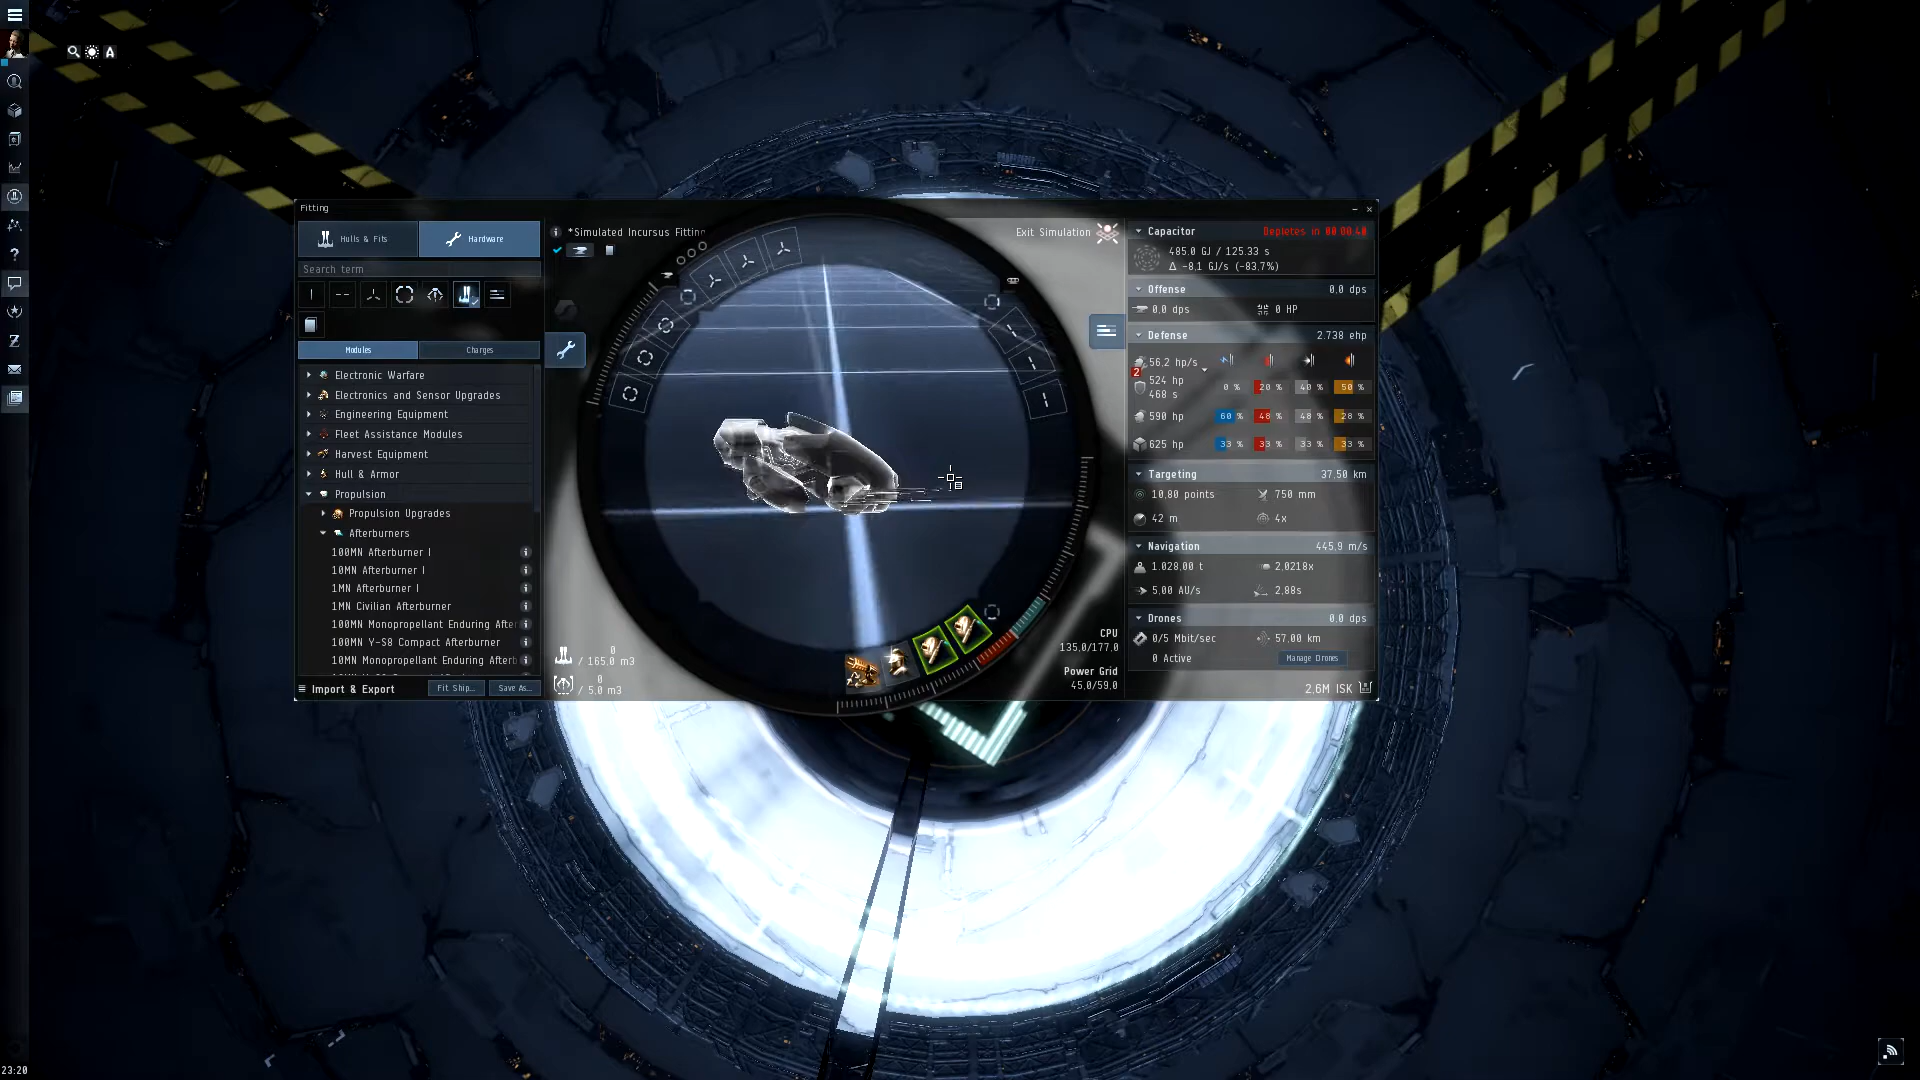 A
Fitting
Hulls & Fits
Hardware
Search term
Modules
Charges
Electronic Warfare
Electronics and Sensor Upgrades
Engineering Equipment
Fleet Assistance Modules
Harvest Equipment
Hull & Armor
Propulsion
Propulsion Upgrades
Afterburners
100MN Afterburner I
10MN Afterburner I
1MN Afterburner I
1MN Civilian Afterburner
100MN Monopropellant Enduring After
100MN Y-S8 Compact Afterburner
10MN Monopropellant Enduring Afterb
Import & Export
Fit Ship...
Save As...
*Simulated Incursus Fitting
Exit Simulation
0
/ 165.0 m3
0
/ 5.0 m3
CPU
135.0/177.0
Power Grid
45.0/59.0
Capacitor
Depletes in 00:00:40
485.0 GJ / 125.33 s
Δ -8.1 GJ/s (-83.7%)
Offense
0.0 dps
0.0 dps
0 HP
Defense
2.738 ehp
56.2 hp/s
2
524 hp
468 s
0 %
20 %
40 %
50 %
590 hp
60 %
48 %
48 %
28 %
625 hp
33 %
33 %
33 %
33 %
Targeting
37.50 km
10.80 points
750 mm
42 m
4x
Navigation
445.9 m/s
1.028.00 t
2.0218x
5.00 AU/s
2.88s
Drones
0.0 dps
0/5 Mbit/sec
57.00 km
0 Active
Manage Drones
2.6M ISK
23:20